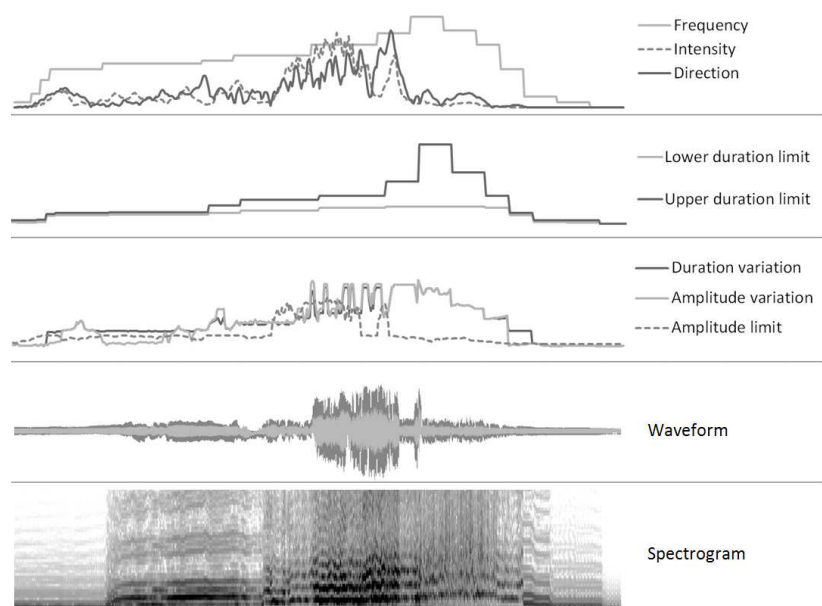 Frequency
Intensity
Direction
Lower duration limit
Upper duration limit
Duration variation
Amplitude variation
Amplitude limit
Waveform
Spectrogram